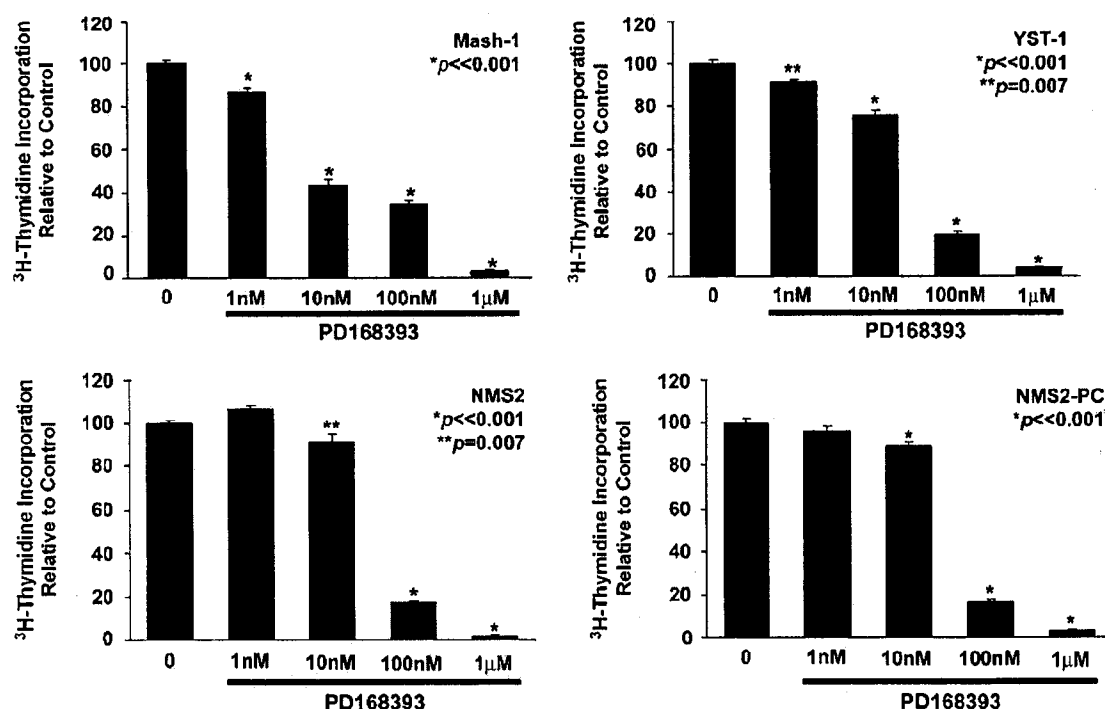 ³H-Thymidine Incorporation
Relative to Control
120
100
80
60
40
20
0
Mash-1
*p<<0.001
*
*
*
*
0 1nM 10nM 100nM 1μM
PD168393
³H-Thymidine Incorporation
Relative to Control
120
100
80
60
40
20
0
YST-1
*p<<0.001
**p=0.007
**
*
*
*
0 1nM 10nM 100nM 1μM
PD168393
³H-Thymidine Incorporation
Relative to Control
120
100
80
60
40
20
0
NMS2
*p<<0.001
**p=0.007
**
*
*
0 1nM 10nM 100nM 1μM
PD168393
³H-Thymidine Incorporation
Relative to Control
120
100
80
60
40
20
0
NMS2-PC
*p<<0.001
*
*
*
0 1nM 10nM 100nM 1μM
PD168393